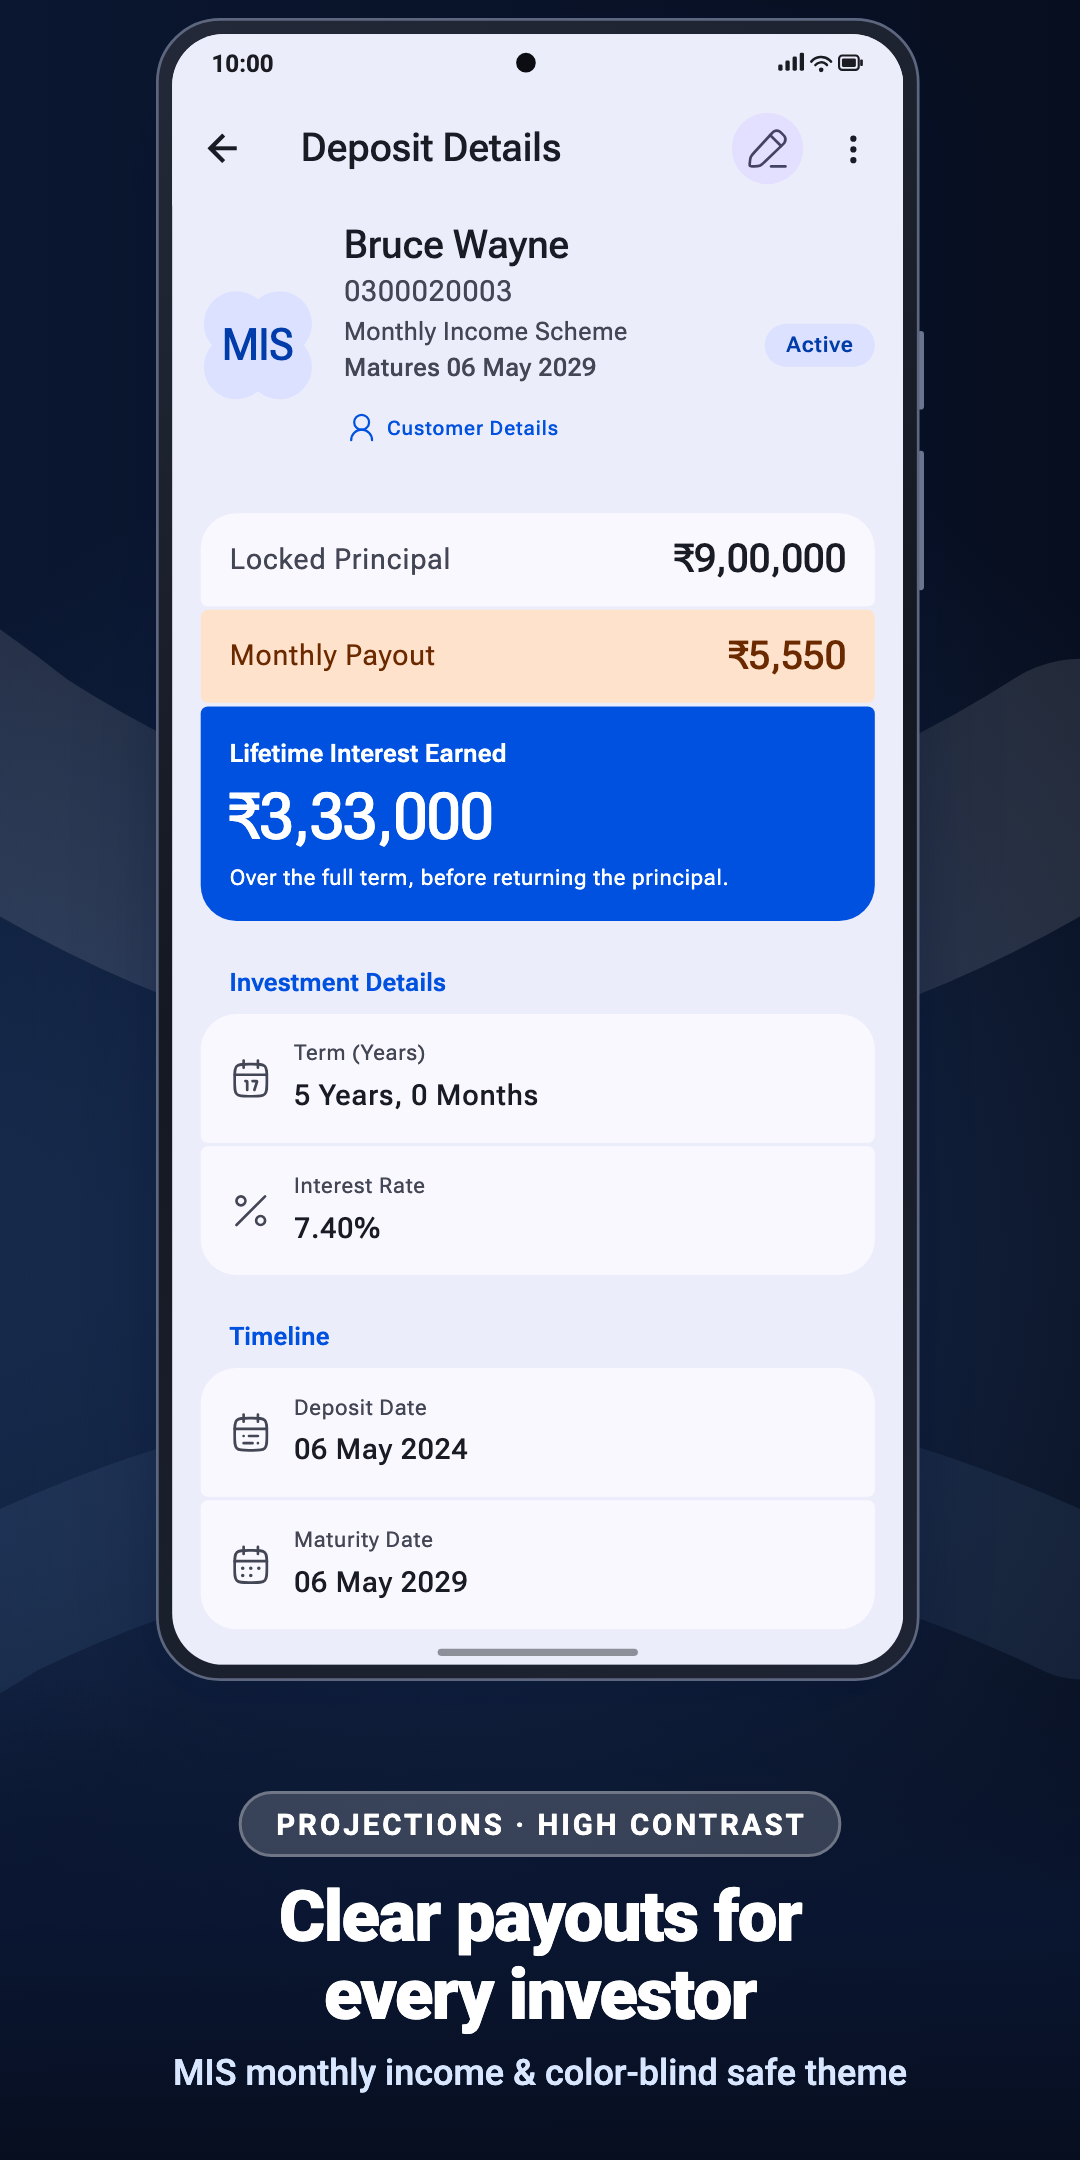 10:00
Deposit Details
Bruce Wayne
0300020003
MIS
Monthly Income Scheme
Active
Matures 06 May 2029
Customer Details
Locked Principal ₹9,00,000
Monthly Payout ₹5,550
Lifetime Interest Earned
₹3,33,000
Over the full term, before returning the principal.
Investment Details
Term (Years)
17
5 Years, 0 Months
Interest Rate
7.40%
Timeline
Deposit Date
06 May 2024
Maturity Date
06 May 2029
PROJECTIONS · HIGH CONTRAST
Clear payouts for
every investor
MIS monthly income & color-blind safe theme